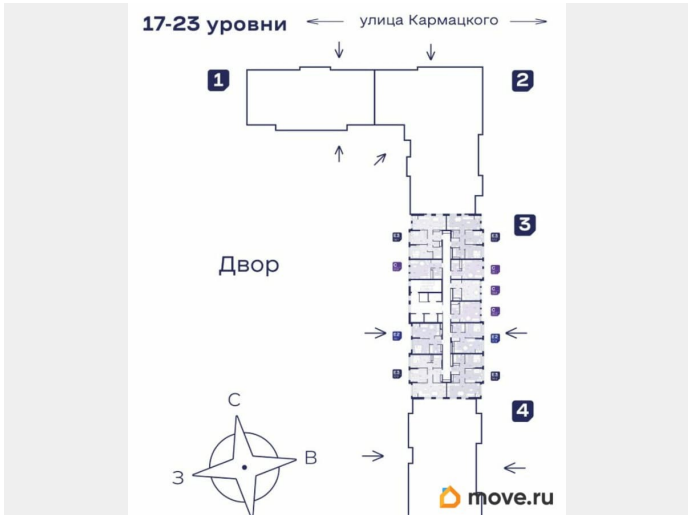 17-23 уровни
улица Кармацкого
1
2
3
Двор
4
С
В
З
move.ru